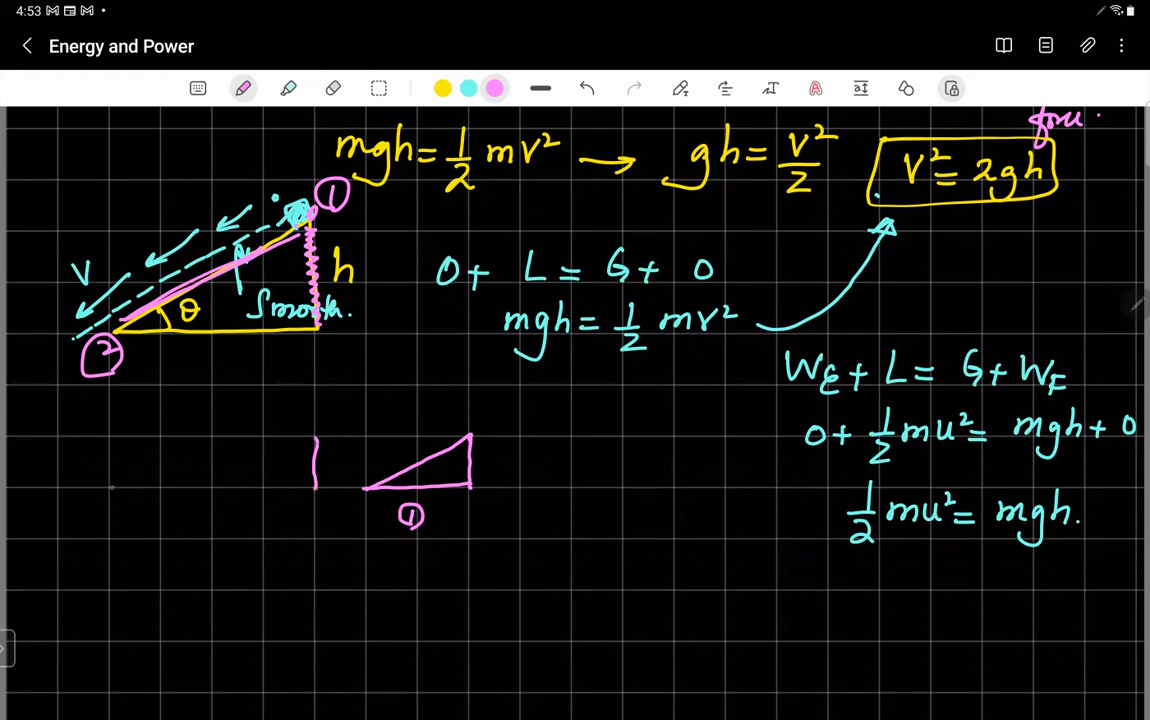 4:53
Energy and Power
force.
mgh = 1/2 mv² → gh = v²/2
v² = 2gh
①
V
h
θ
Smooth.
②
0 + L = G + 0
mgh = 1/2 mv²
W_E + L = G + W_F
0 + 1/2 mu² = mgh + 0
1/2 mu² = mgh.
①